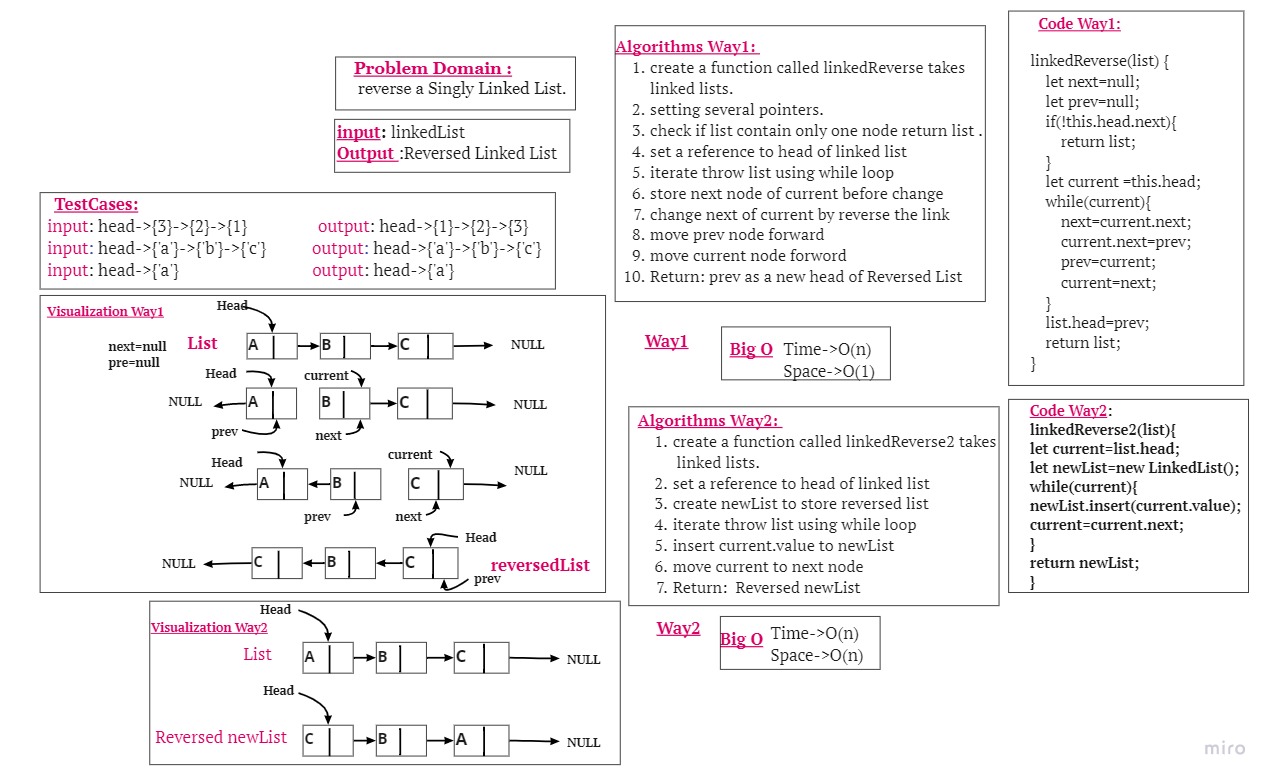 Problem Domain :
reverse a Singly Linked List.
input: linkedList
Output :Reversed Linked List
TestCases:
input: head->{3}->{2}->{1} output: head->{1}->{2}->{3}
input: head->{'a'}->{'b'}->{'c'} output: head->{'a'}->{'b'}->{'c'}
input: head->{'a'} output: head->{'a'}
Visualization Way1
Head
next=null
pre=null
List
A B C NULL
Head current
NULL A B C NULL
prev next
Head current
NULL A B C NULL
prev next
Head
NULL C B C
prev
reversedList
Visualization Way2
Head
List
A B C NULL
Head
Reversed newList
C B A NULL
Algorithms Way1:
1. create a function called linkedReverse takes
linked lists.
2. setting several pointers.
3. check if list contain only one node return list .
4. set a reference to head of linked list
5. iterate throw list using while loop
6. store next node of current before change
7. change next of current by reverse the link
8. move prev node forward
9. move current node forword
10. Return: prev as a new head of Reversed List
Way1
Big O Time->O(n)
Space->O(1)
Algorithms Way2:
1. create a function called linkedReverse2 takes
linked lists.
2. set a reference to head of linked list
3. create newList to store reversed list
4. iterate throw list using while loop
5. insert current.value to newList
6. move current to next node
7. Return: Reversed newList
Way2
Big O Time->O(n)
Space->O(n)
Code Way1:
linkedReverse(list) {
let next=null;
let prev=null;
if(!this.head.next){
return list;
}
let current =this.head;
while(current){
next=current.next;
current.next=prev;
prev=current;
current=next;
}
list.head=prev;
return list;
}
Code Way2:
linkedReverse2(list){
let current=list.head;
let newList=new LinkedList();
while(current){
newList.insert(current.value);
current=current.next;
}
return newList;
}
miro